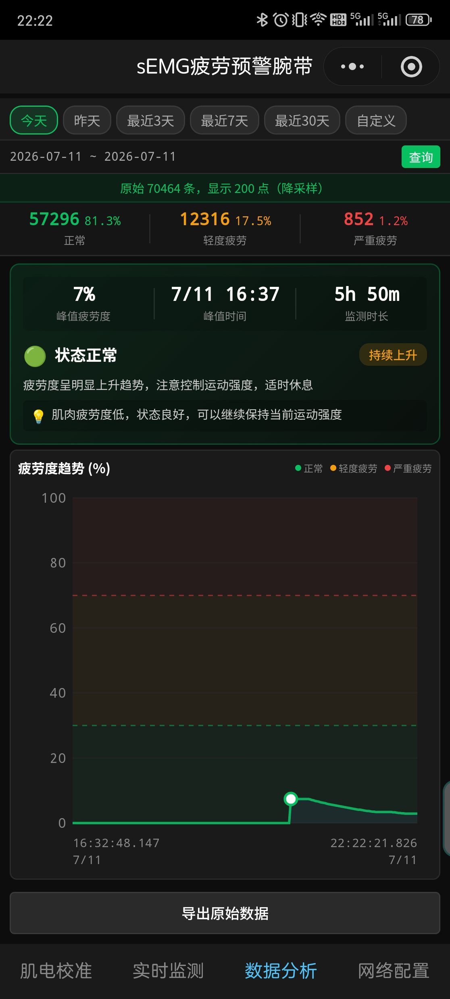 22:22
HD1 HD2 5G 5G 78
sEMG疲劳预警腕带
今天 昨天 最近3天 最近7天 最近30天 自定义
2026-07-11 ~ 2026-07-11 查询
原始 70464 条，显示 200 点（降采样）
57296 81.3% 12316 17.5% 852 1.2%
正常 轻度疲劳 严重疲劳
7% 7/11 16:37 5h 50m
峰值疲劳度 峰值时间 监测时长
状态正常 持续上升
疲劳度呈明显上升趋势，注意控制运动强度，适时休息
肌肉疲劳度低，状态良好，可以继续保持当前运动强度
疲劳度趋势 (%) 正常 轻度疲劳 严重疲劳
100
80
60
40
20
0
16:32:48.147 22:22:21.826
7/11 7/11
导出原始数据
肌电校准 实时监测 数据分析 网络配置